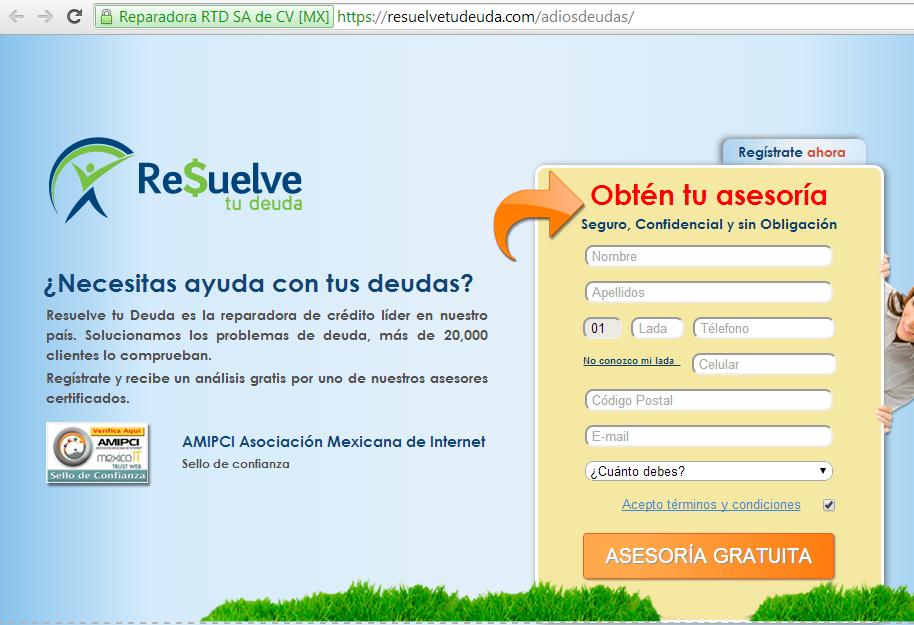 Reparadora RTD SA de CV [MX] https://resuelvetudeuda.com/adiosdeudas/
Re$uelve
tu deuda
¿Necesitas ayuda con tus deudas?
Resuelve tu Deuda es la reparadora de crédito líder en nuestro
país. Solucionamos los problemas de deuda, más de 20,000
clientes lo comprueban.
Regístrate y recibe un análisis gratis por uno de nuestros asesores
certificados.
Verifica Aquí
AMIPCI
mexicoIT
TRUST WEB
Sello de Confianza
AMIPCI Asociación Mexicana de Internet
Sello de confianza
Regístrate ahora
Obtén tu asesoría
Seguro, Confidencial y sin Obligación
Nombre
Apellidos
01 Lada Télefono
No conozco mi lada Celular
Código Postal
E-mail
¿Cuánto debes?
Acepto términos y condiciones
ASESORÍA GRATUITA